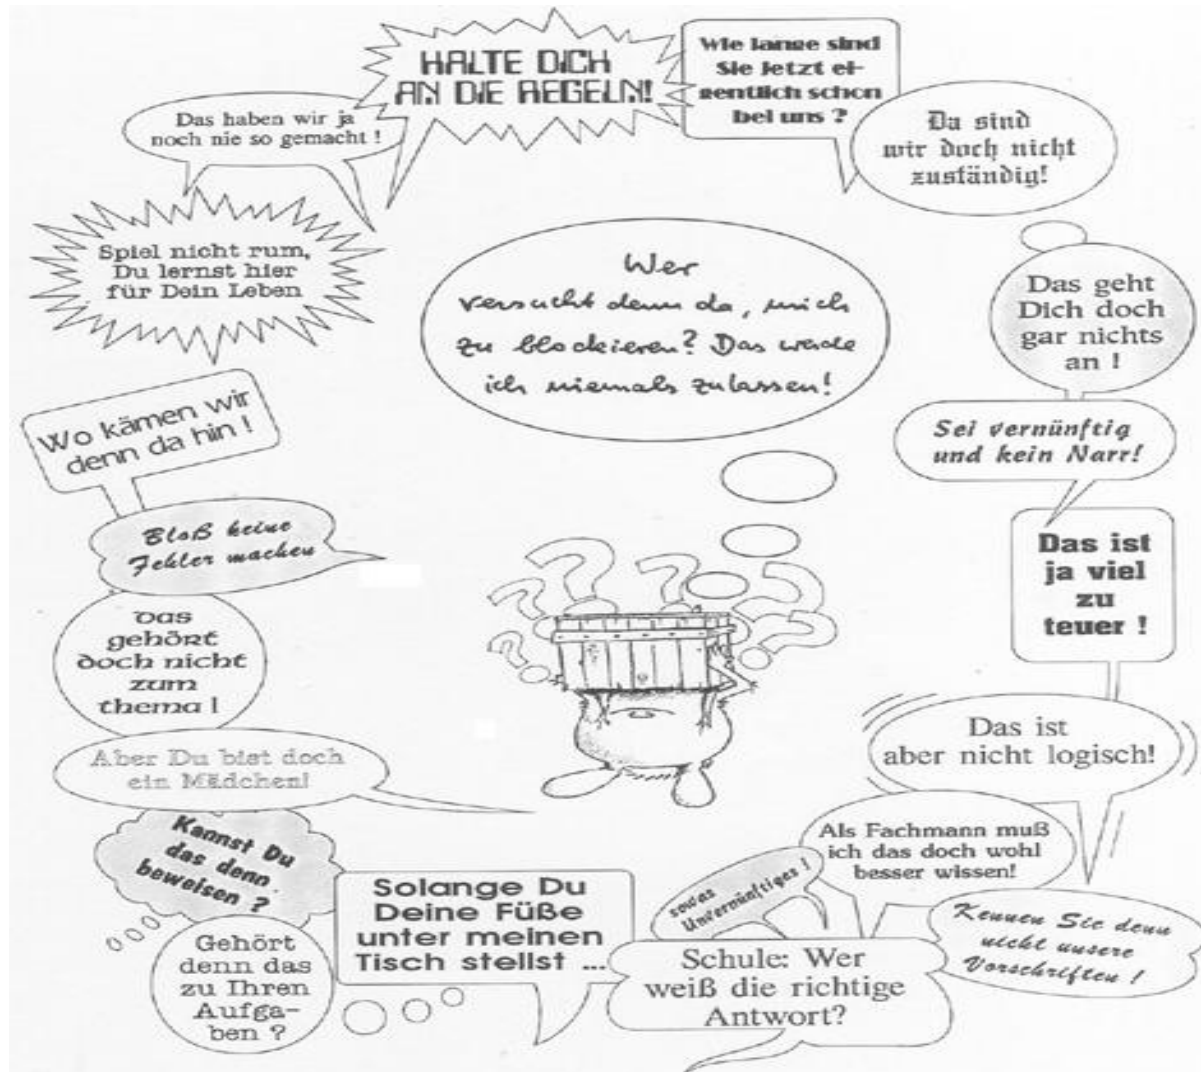 HALTE DICH
AN DIE REGELN!
Wie lange sind
Sie jetzt ei-
gentlich schon
bei uns ?
Das haben wir ja
noch nie so gemacht !
Da sind
wir doch nicht
zuständig!
Spiel nicht rum,
Du lernst hier
für Dein Leben
Wer
versucht denn da, mich
zu blockieren? Das werde
ich niemals zulassen!
Das geht
Dich doch
gar nichts
an !
Wo kämen wir
denn da hin !
Sei vernünftig
und kein Narr!
Bloß keine
Fehler machen
Das ist
ja viel
zu
teuer !
das
gehört
doch nicht
zum
thema !
Das ist
aber nicht logisch!
Aber Du bist doch
ein Mädchen!
Kannst Du
das denn
beweisen ?
Als Fachmann muß
ich das doch wohl
besser wissen!
Solange Du
Deine Füße
unter meinen
Tisch stellst ...
sowas
Unvernünftiges !
Kennen Sie denn
nicht unsere
Vorschriften !
Gehört
denn das
zu Ihren
Aufga-
ben ?
Schule: Wer
weiß die richtige
Antwort?